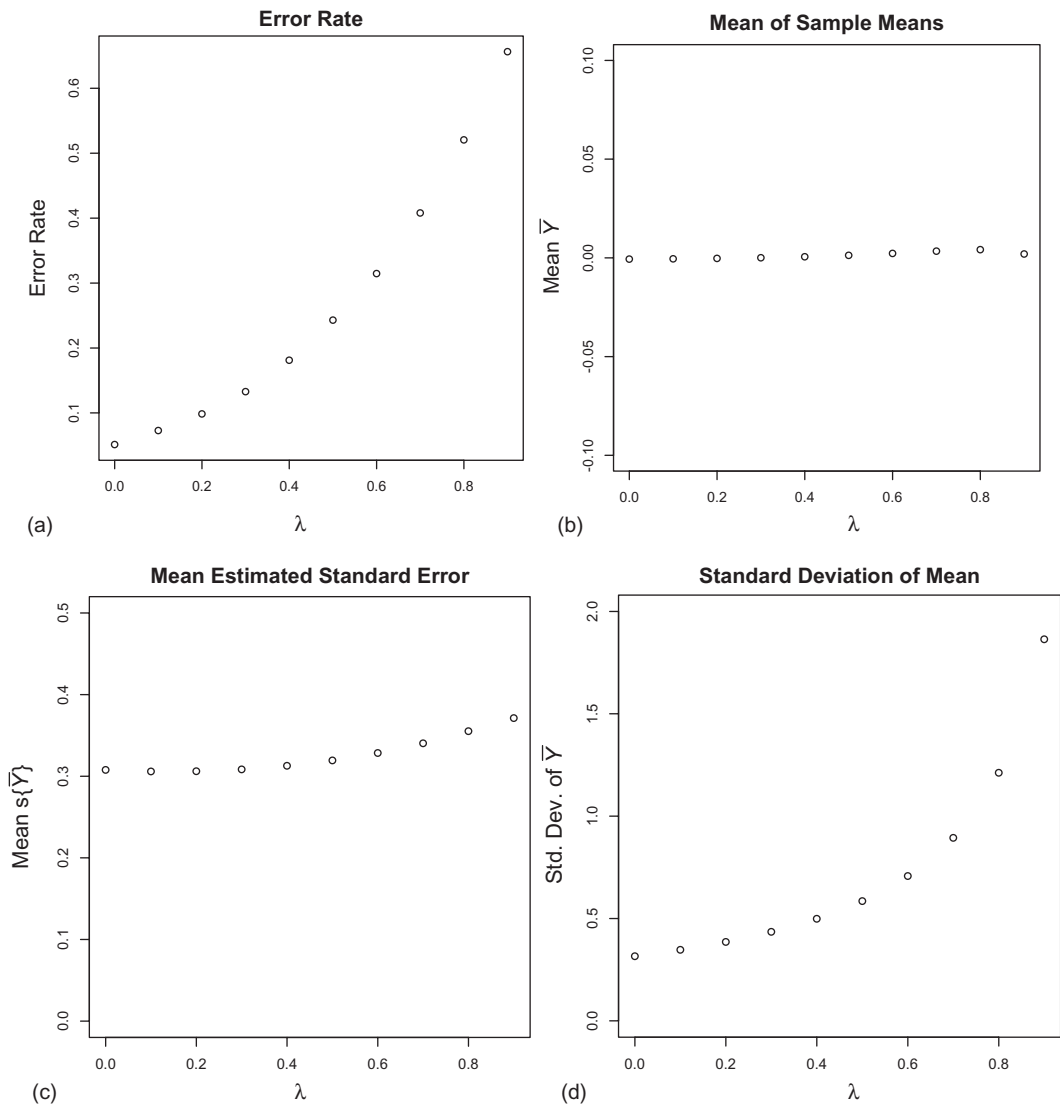 Error Rate
Error Rate
0.6
0.5
0.4
0.3
0.2
0.1
0.0 0.2 0.4 0.6 0.8
λ
(a)
Mean of Sample Means
Mean Y̅
0.10
0.05
0.00
-0.05
-0.10
0.0 0.2 0.4 0.6 0.8
λ
(b)
Mean Estimated Standard Error
Mean s{Y̅}
0.5
0.4
0.3
0.2
0.1
0.0
0.0 0.2 0.4 0.6 0.8
λ
(c)
Standard Deviation of Mean
Std. Dev. of Y̅
2.0
1.5
1.0
0.5
0.0
0.0 0.2 0.4 0.6 0.8
λ
(d)